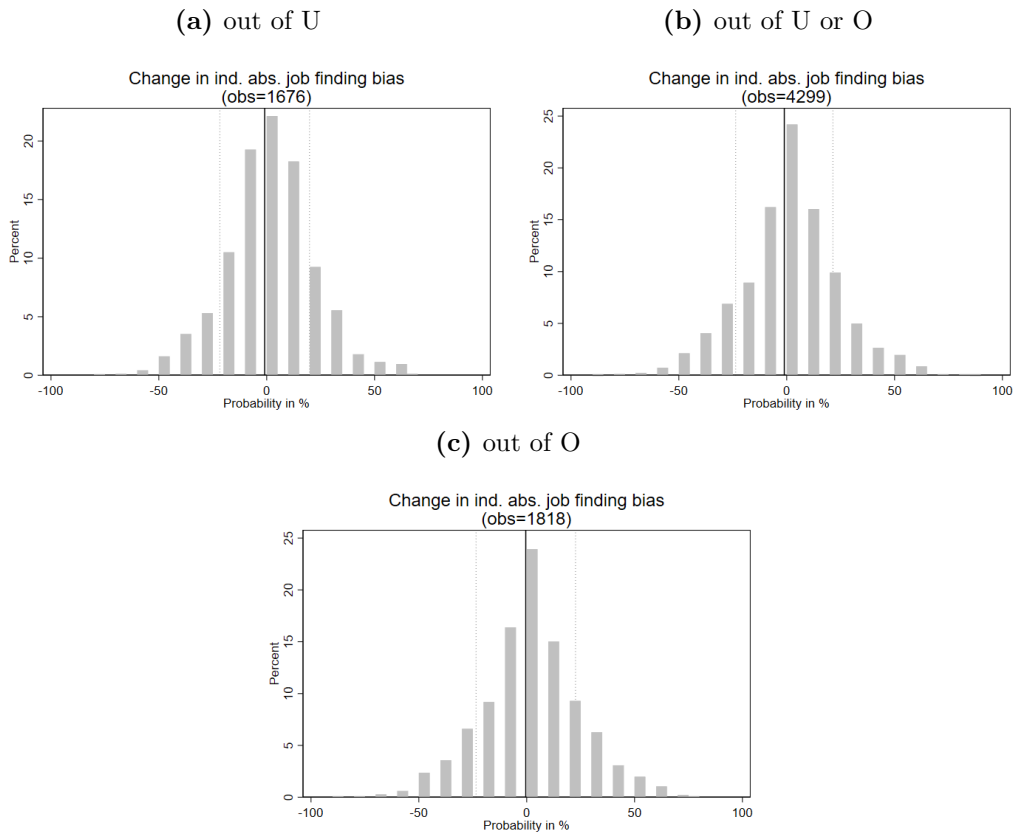 (a) out of U
Change in ind. abs. job finding bias
(obs=1676)
Percent
20
15
10
5
0
-100 -50 0 50 100
Probability in %
(b) out of U or O
Change in ind. abs. job finding bias
(obs=4299)
Percent
25
20
15
10
5
0
-100 -50 0 50 100
Probability in %
(c) out of O
Change in ind. abs. job finding bias
(obs=1818)
Percent
25
20
15
10
5
0
-100 -50 0 50 100
Probability in %